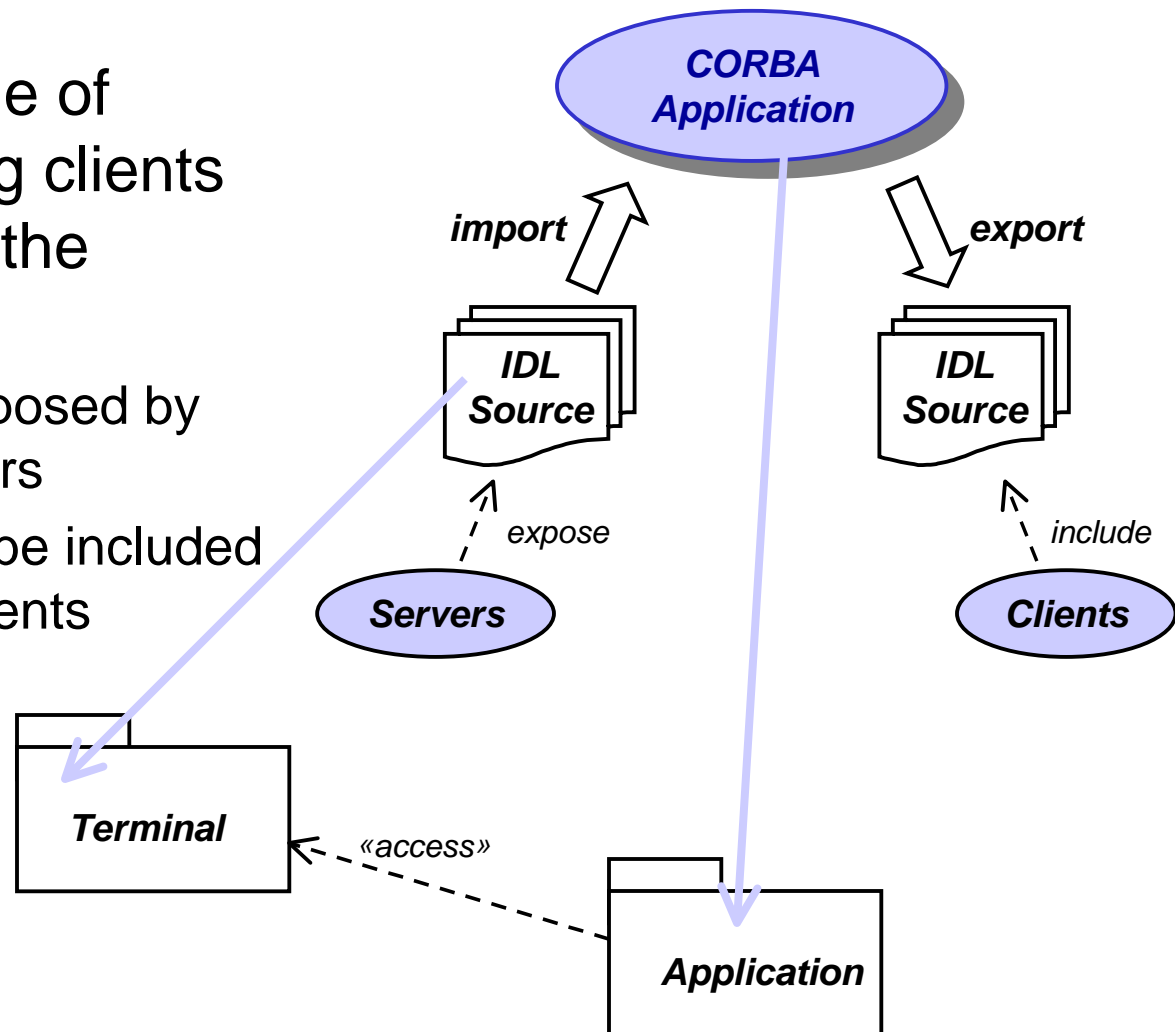 e of
g clients
the
oosed by
rs
be included
ents
CORBA
Application
import
export
IDL
Source
IDL
Source
expose
include
Servers
Clients
Terminal
«access»
Application